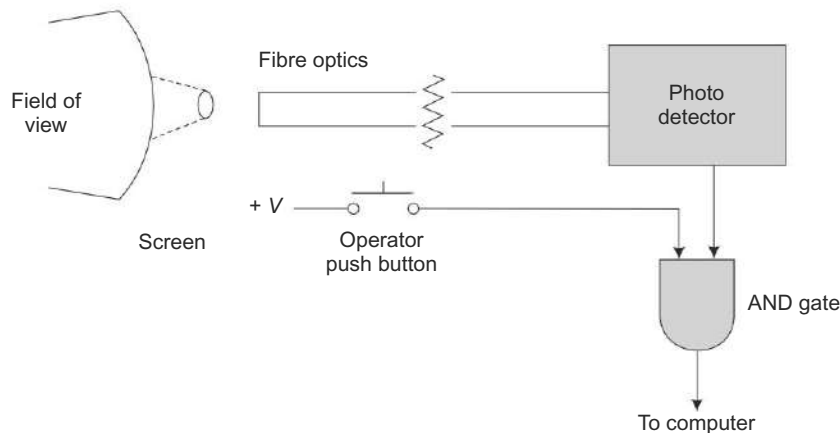 Fibre optics
Field of
view
Photo
detector
+ V
Screen
Operator
push button
AND gate
To computer